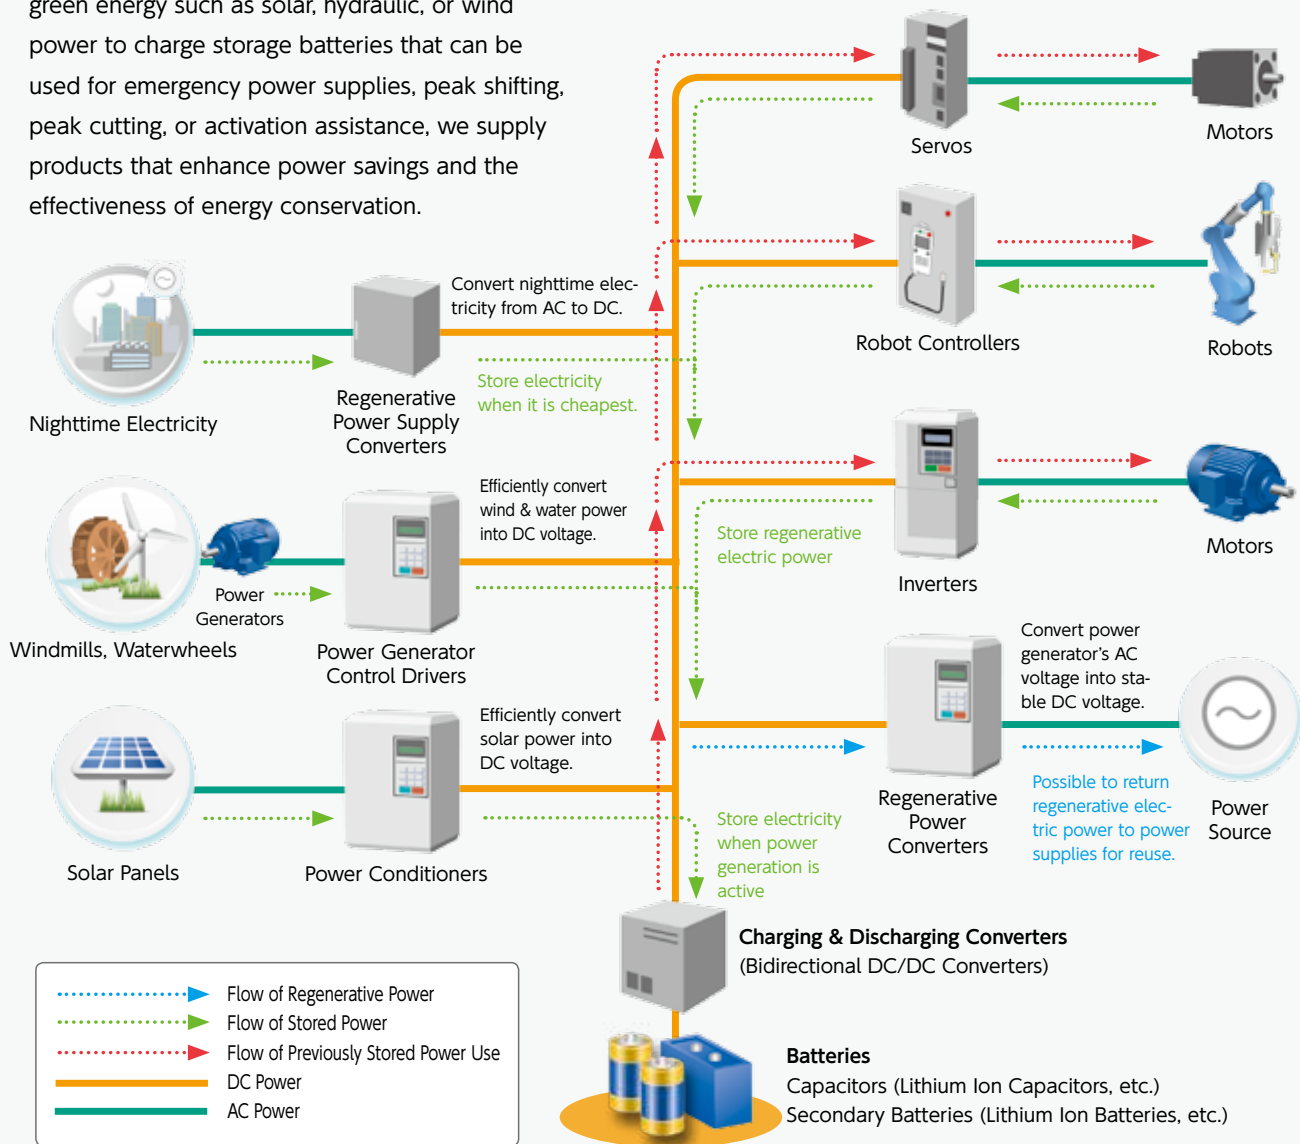 green energy such as solar, hydraulic, or wind
power to charge storage batteries that can be
used for emergency power supplies, peak shifting,
peak cutting, or activation assistance, we supply
products that enhance power savings and the
effectiveness of energy conservation.
Servos
Motors
Robot Controllers
Robots
Convert nighttime elec-
tricity from AC to DC.
Nighttime Electricity
Regenerative
Power Supply
Converters
Store electricity
when it is cheapest.
Efficiently convert
wind & water power
into DC voltage.
Power
Generators
Windmills, Waterwheels
Power Generator
Control Drivers
Store regenerative
electric power
Inverters
Motors
Efficiently convert
solar power into
DC voltage.
Solar Panels
Power Conditioners
Convert power
generator's AC
voltage into sta-
ble DC voltage.
Store electricity
when power
generation is
active
Regenerative
Power
Converters
Possible to return
regenerative elec-
tric power to power
supplies for reuse.
Power
Source
Charging & Discharging Converters
(Bidirectional DC/DC Converters)
Flow of Regenerative Power
Flow of Stored Power
Flow of Previously Stored Power Use
DC Power
AC Power
Batteries
Capacitors (Lithium Ion Capacitors, etc.)
Secondary Batteries (Lithium Ion Batteries, etc.)